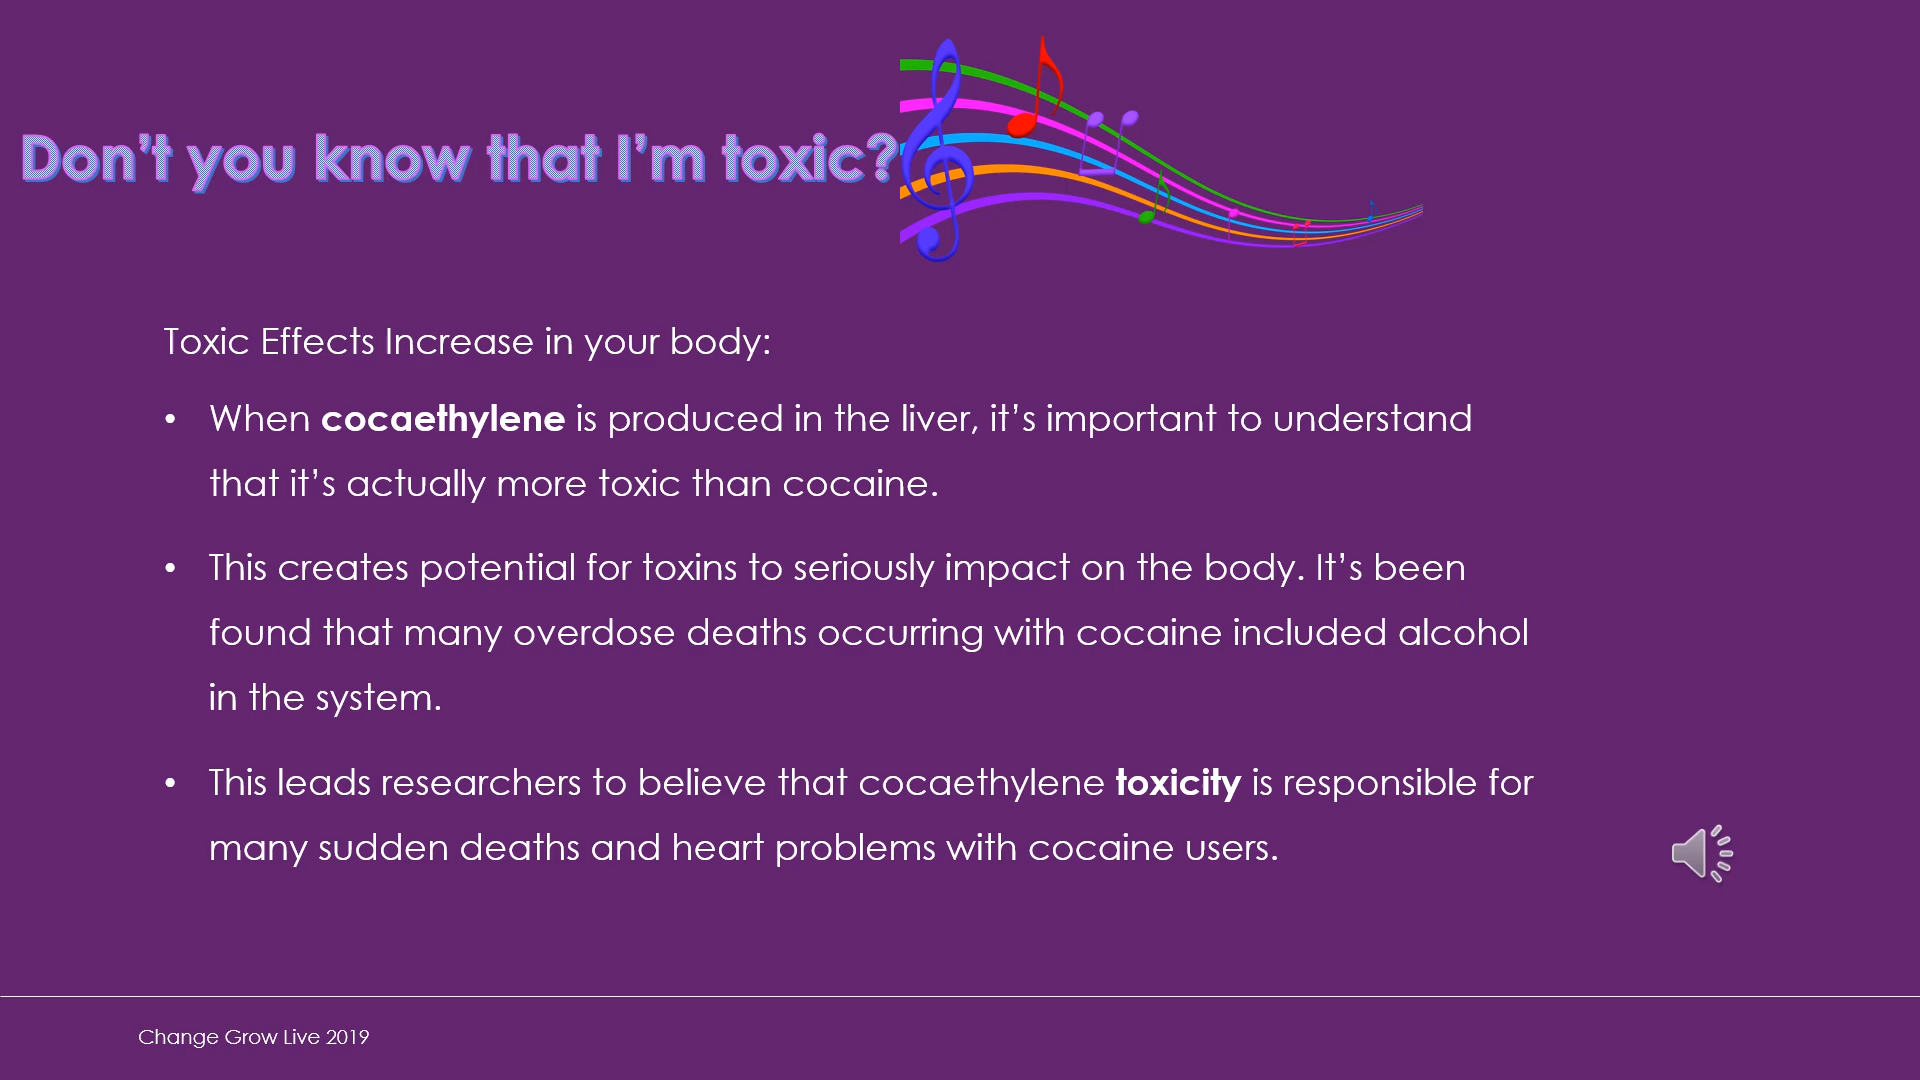 Don’t you know that I’m toxic?
Toxic Effects Increase in your body:
• When cocaethylene is produced in the liver, it’s important to understand
that it’s actually more toxic than cocaine.
• This creates potential for toxins to seriously impact on the body. It’s been
found that many overdose deaths occurring with cocaine included alcohol
in the system.
• This leads researchers to believe that cocaethylene toxicity is responsible for
many sudden deaths and heart problems with cocaine users.
Change Grow Live 2019